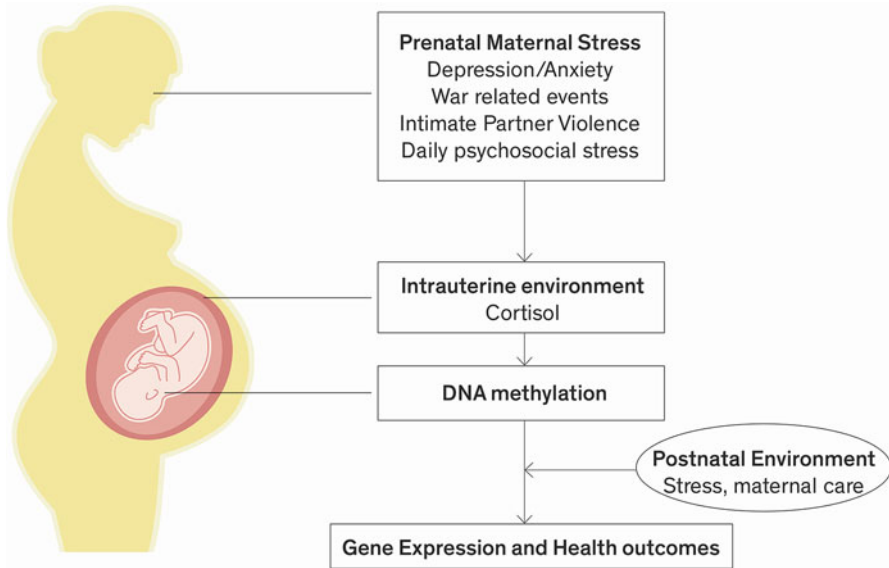 Prenatal Maternal Stress
Depression/Anxiety
War related events
Intimate Partner Violence
Daily psychosocial stress
Intrauterine environment
Cortisol
DNA methylation
Postnatal Environment
Stress, maternal care
Gene Expression and Health outcomes